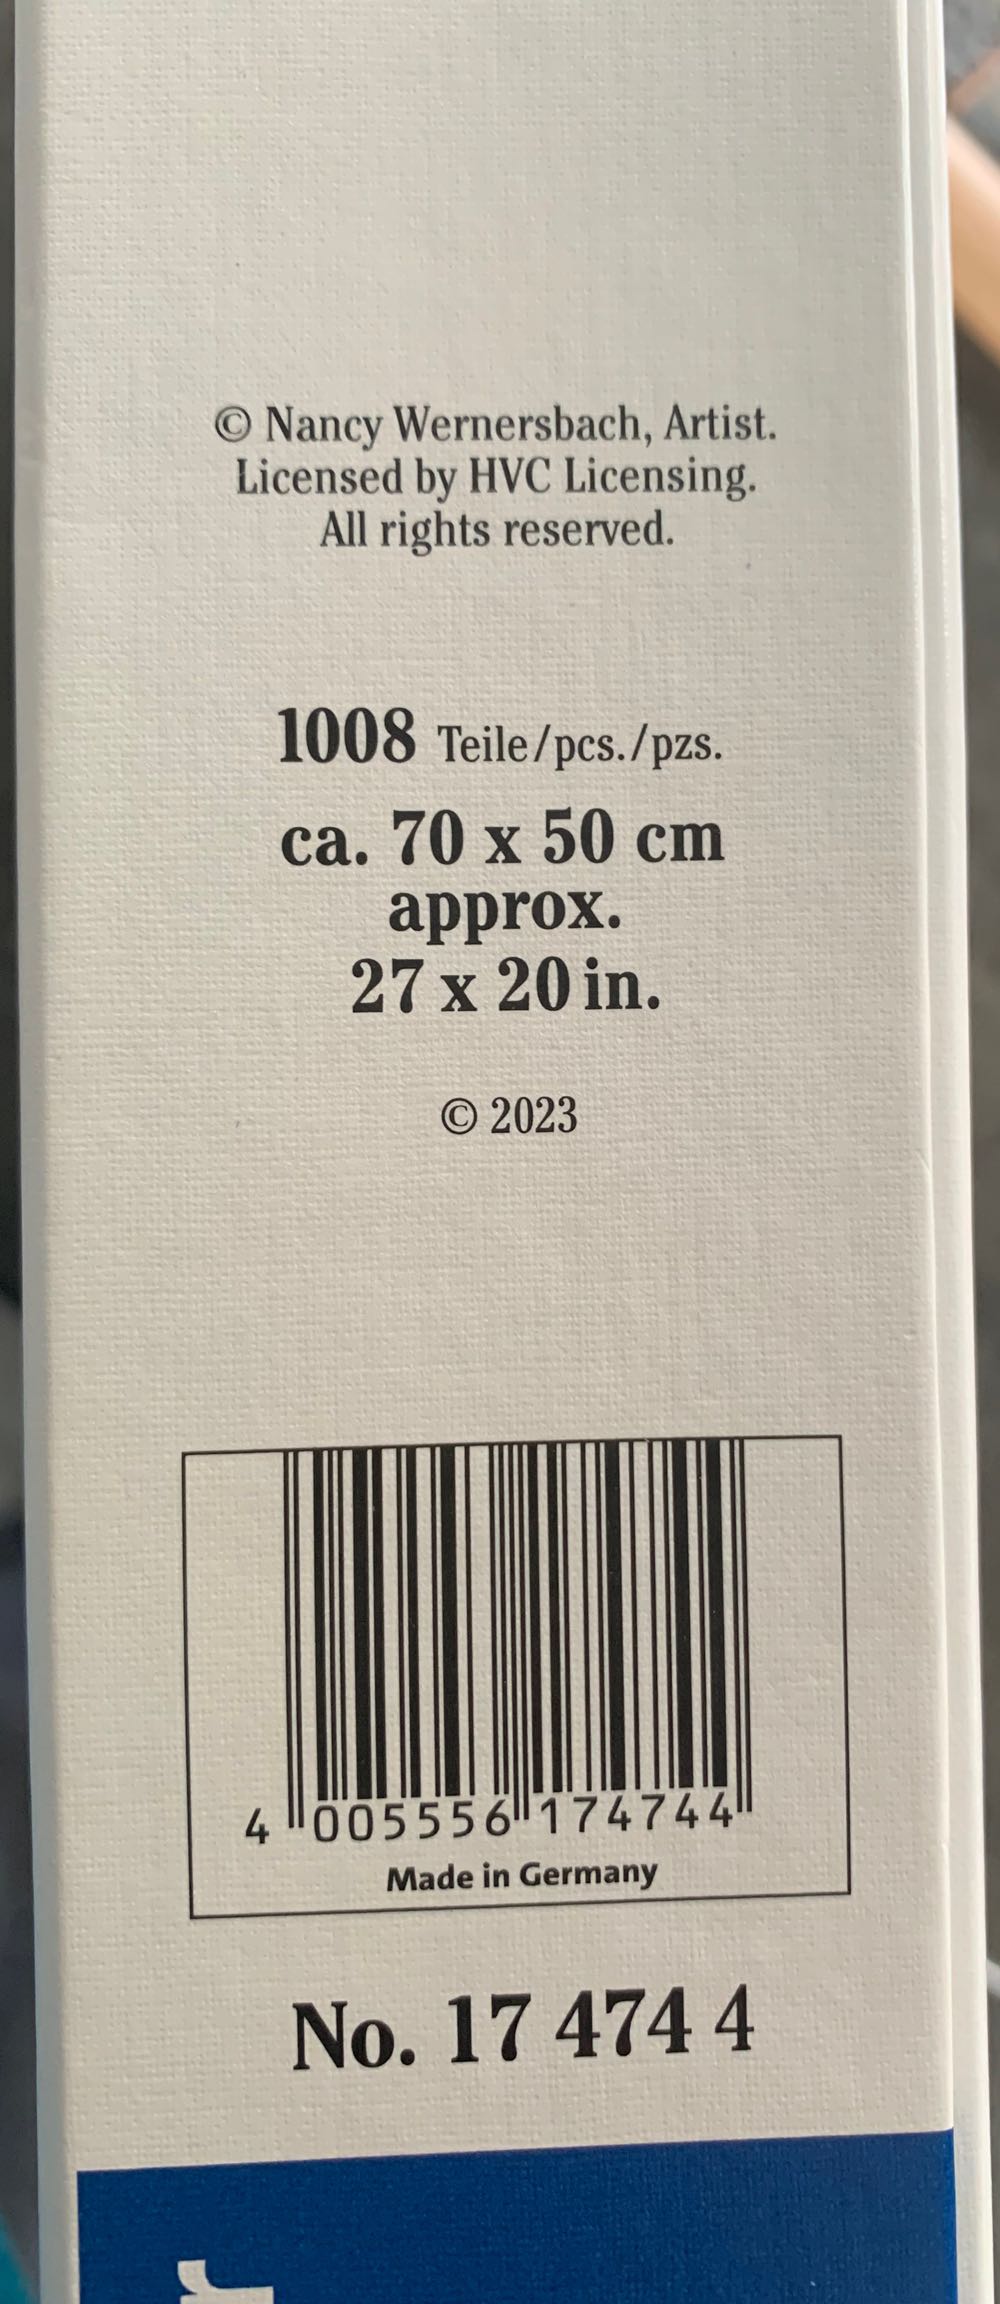 © Nancy Wernersbach, Artist.
Licensed by HVC Licensing.
All rights reserved.
1008 Teile/pcs./pzs.
ca. 70 x 50 cm
approx.
27 x 20 in.
© 2023
4 005556 174744
Made in Germany
No. 17 474 4
r